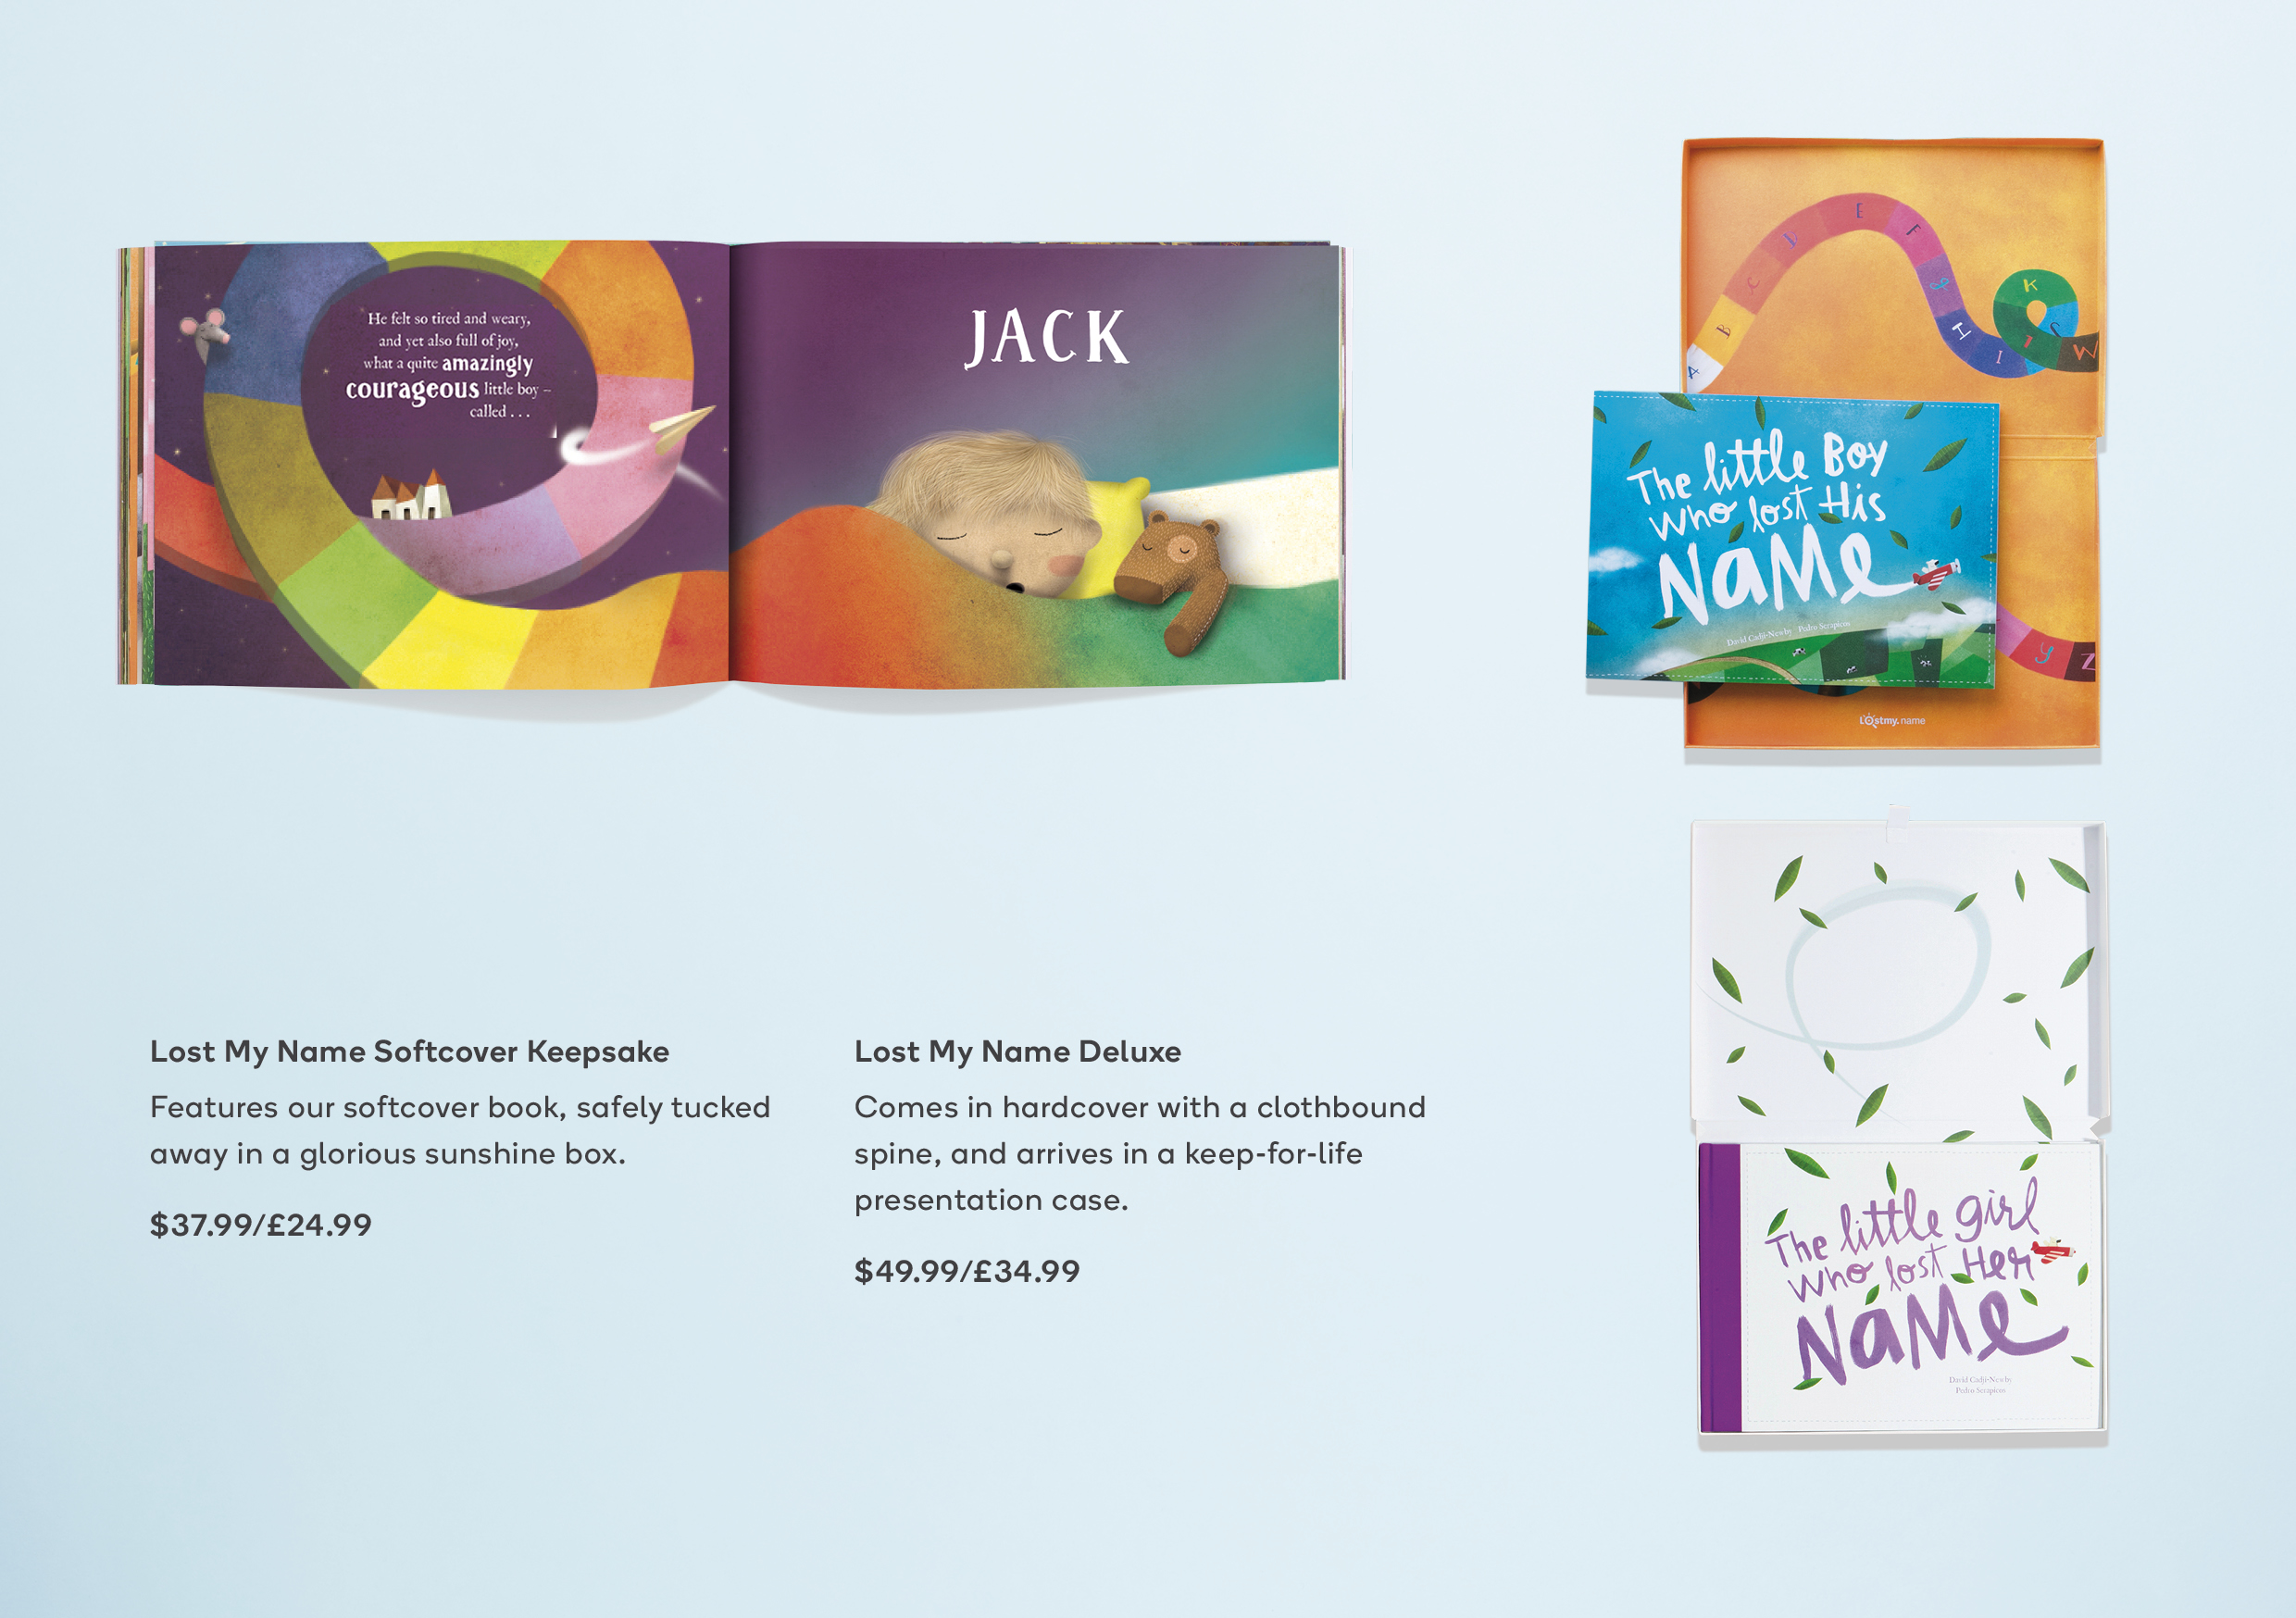 He felt so tired and weary,
and yet also full of joy,
what a quite amazingly
courageous little boy –
called . . .
JACK
A B C D E F G H I J K
W
The little Boy
who lost His
NaMe
David Cadji-Newby Pedro Serapicos
Y Z
Lostmy.name
Lost My Name Softcover Keepsake
Features our softcover book, safely tucked
away in a glorious sunshine box.
$37.99/£24.99
Lost My Name Deluxe
Comes in hardcover with a clothbound
spine, and arrives in a keep-for-life
presentation case.
$49.99/£34.99
The little girl
who lost Her
NaMe
David Cadji-Newby
Pedro Serapicos